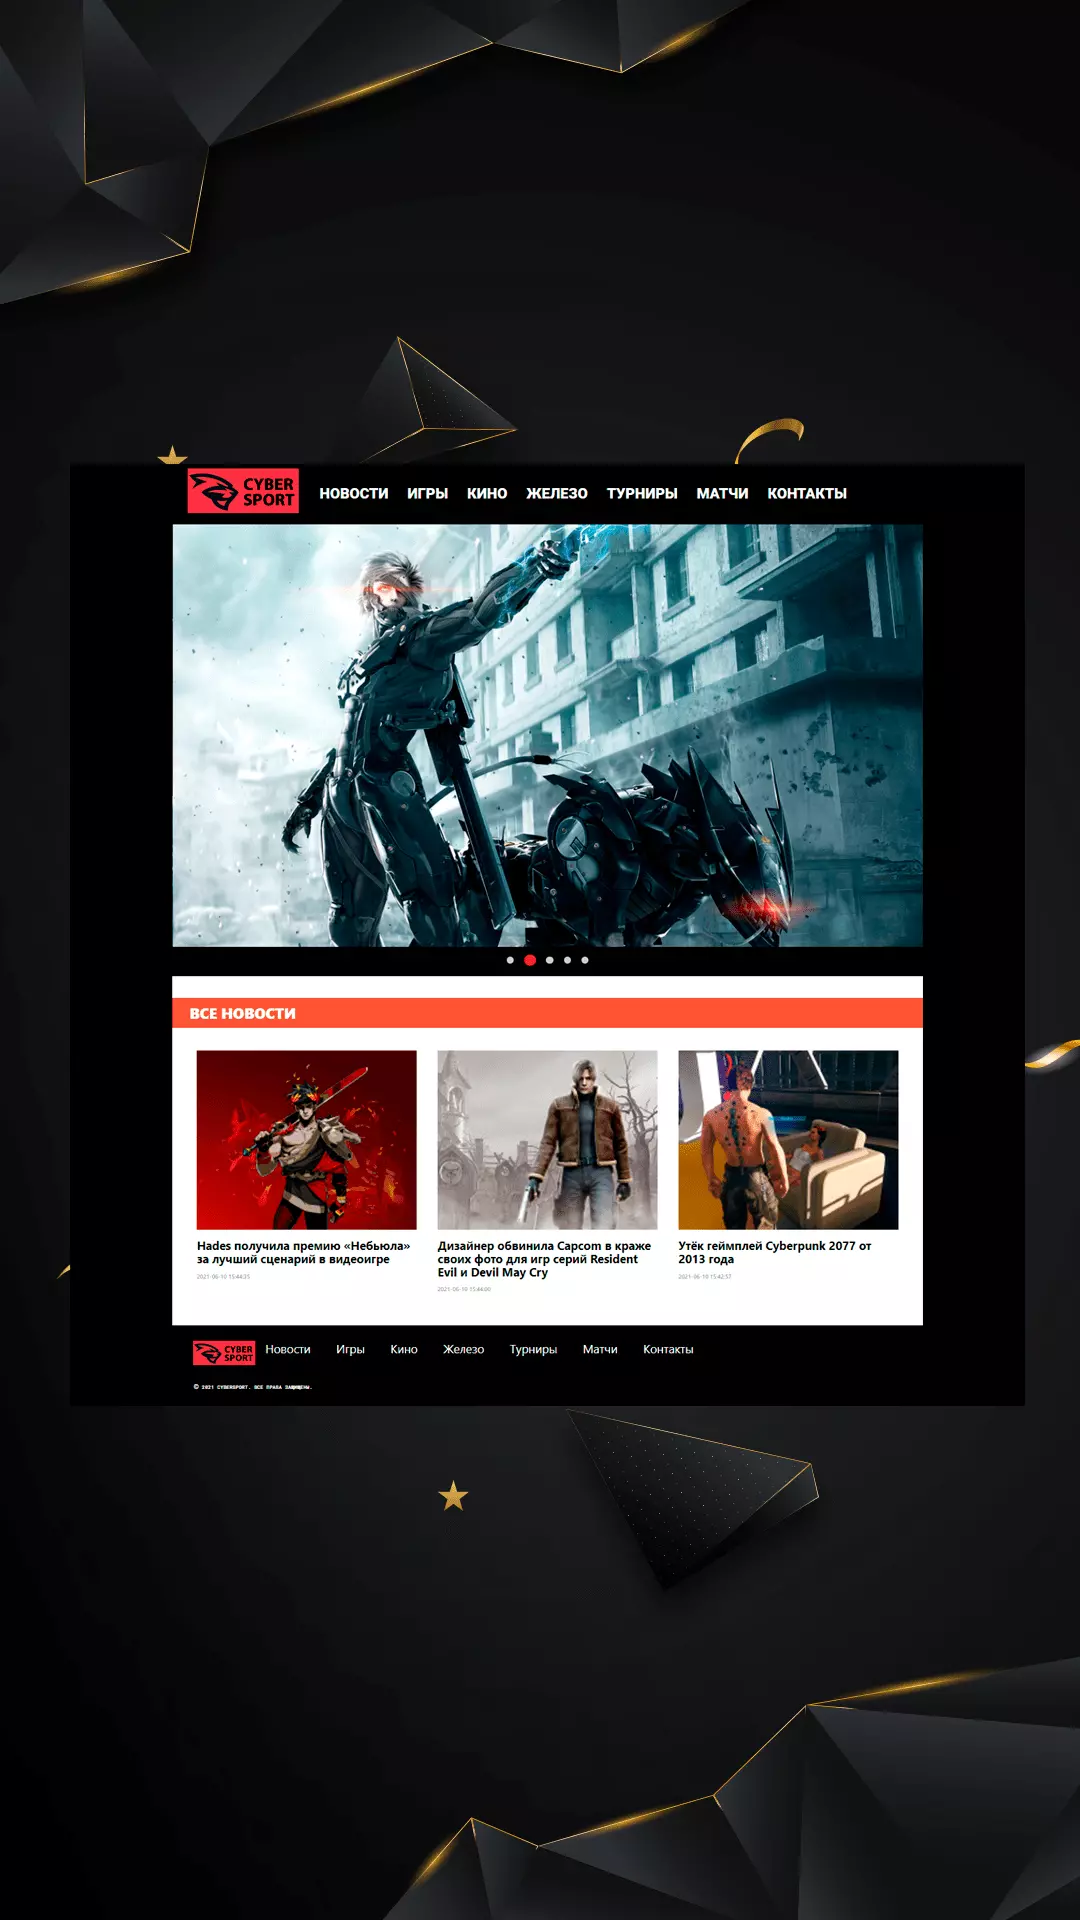 CYBER
SPORT
НОВОСТИ ИГРЫ КИНО ЖЕЛЕЗО ТУРНИРЫ МАТЧИ КОНТАКТЫ
ВСЕ НОВОСТИ
Hades получила премию «Небьюла»
за лучший сценарий в видеоигре
2021-06-10 15:44:35
Дизайнер обвинила Capcom в краже
своих фото для игр серий Resident
Evil и Devil May Cry
2021-06-10 15:44:00
Утёк геймплей Cyberpunk 2077 от
2013 года
2021-06-10 15:42:57
CYBER
SPORT
Новости Игры Кино Железо Турниры Матчи Контакты
© 2021 CYBERSPORT. ВСЕ ПРАВА ЗАЩИЩЕНЫ.